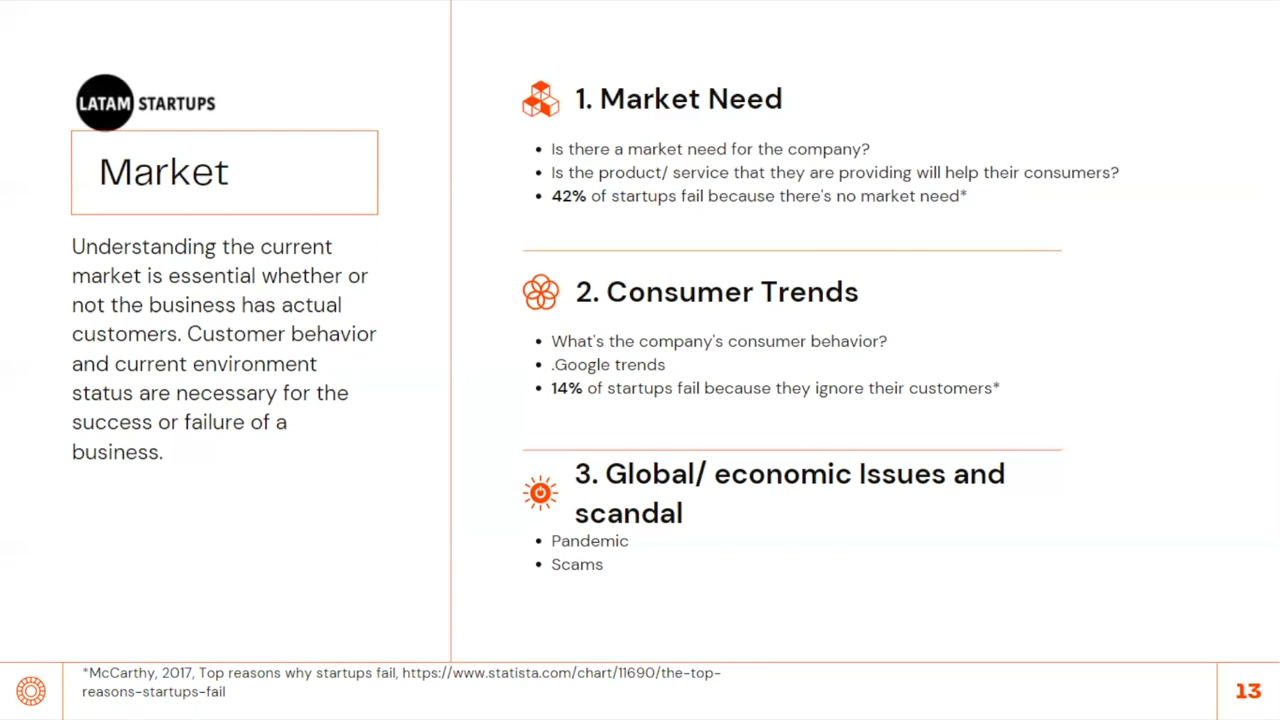 LATAM STARTUPS
Market
Understanding the current
market is essential whether or
not the business has actual
customers. Customer behavior
and current environment
status are necessary for the
success or failure of a
business.
1. Market Need
• Is there a market need for the company?
• Is the product/ service that they are providing will help their consumers?
• 42% of startups fail because there's no market need*
2. Consumer Trends
• What's the company's consumer behavior?
• .Google trends
• 14% of startups fail because they ignore their customers*
3. Global/ economic Issues and
scandal
• Pandemic
• Scams
*McCarthy, 2017, Top reasons why startups fail, https://www.statista.com/chart/11690/the-top-
reasons-startups-fail
13